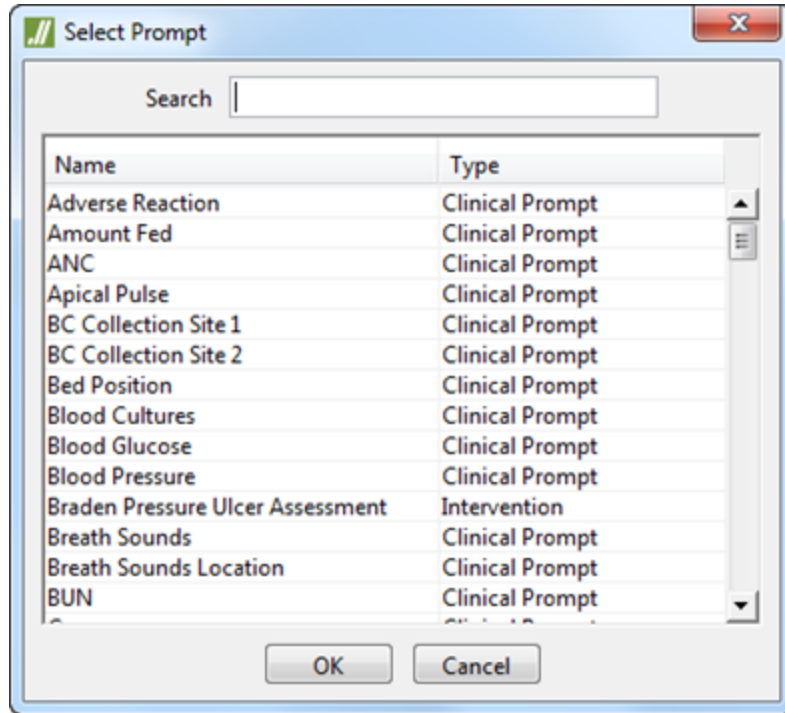 Select Prompt
Search
Name Type
Adverse Reaction Clinical Prompt
Amount Fed Clinical Prompt
ANC Clinical Prompt
Apical Pulse Clinical Prompt
BC Collection Site 1 Clinical Prompt
BC Collection Site 2 Clinical Prompt
Bed Position Clinical Prompt
Blood Cultures Clinical Prompt
Blood Glucose Clinical Prompt
Blood Pressure Clinical Prompt
Braden Pressure Ulcer Assessment Intervention
Breath Sounds Clinical Prompt
Breath Sounds Location Clinical Prompt
BUN Clinical Prompt
OK Cancel